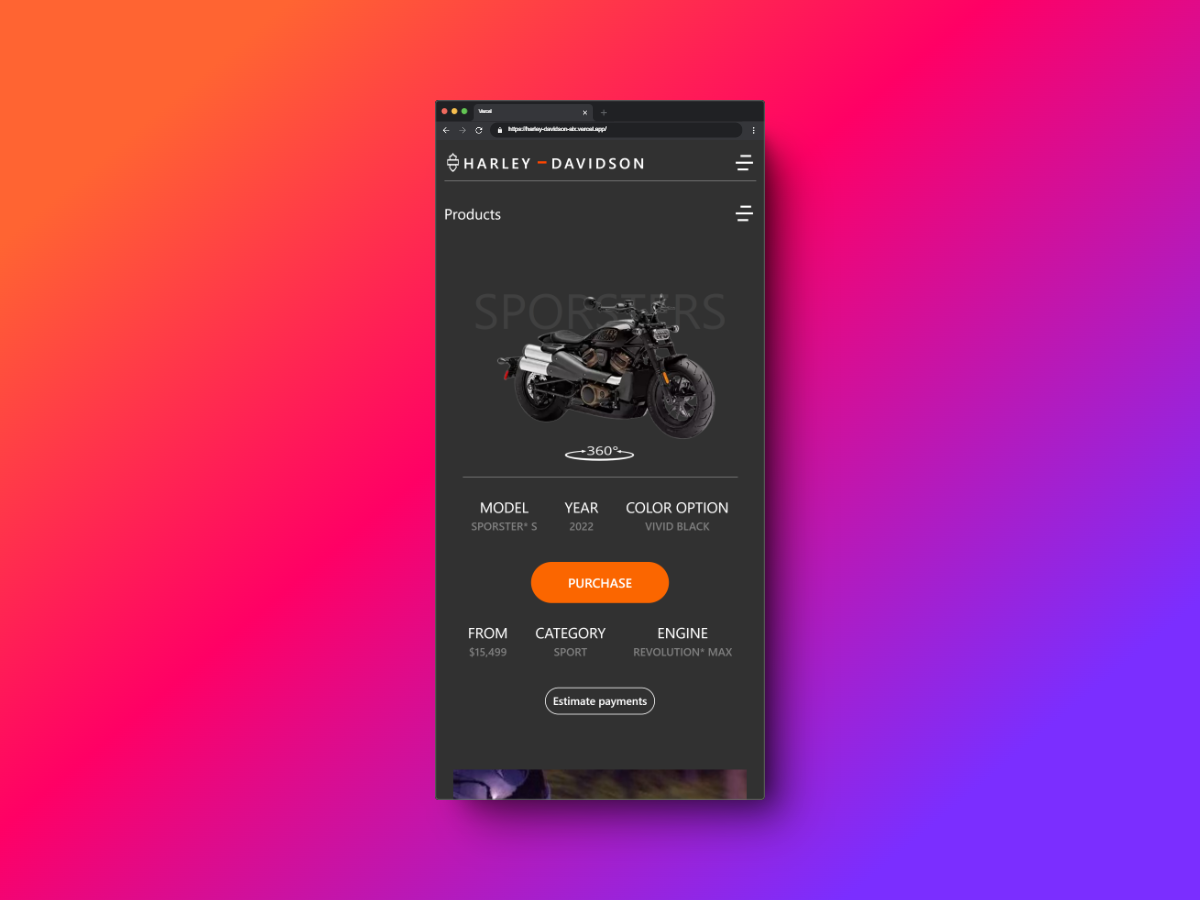 Vercel
https://harley-davidson-six.vercel.app/
HARLEY-DAVIDSON
Products
SPORSTERS
360°
MODEL YEAR COLOR OPTION
SPORSTER* S 2022 VIVID BLACK
PURCHASE
FROM CATEGORY ENGINE
$15,499 SPORT REVOLUTION* MAX
Estimate payments